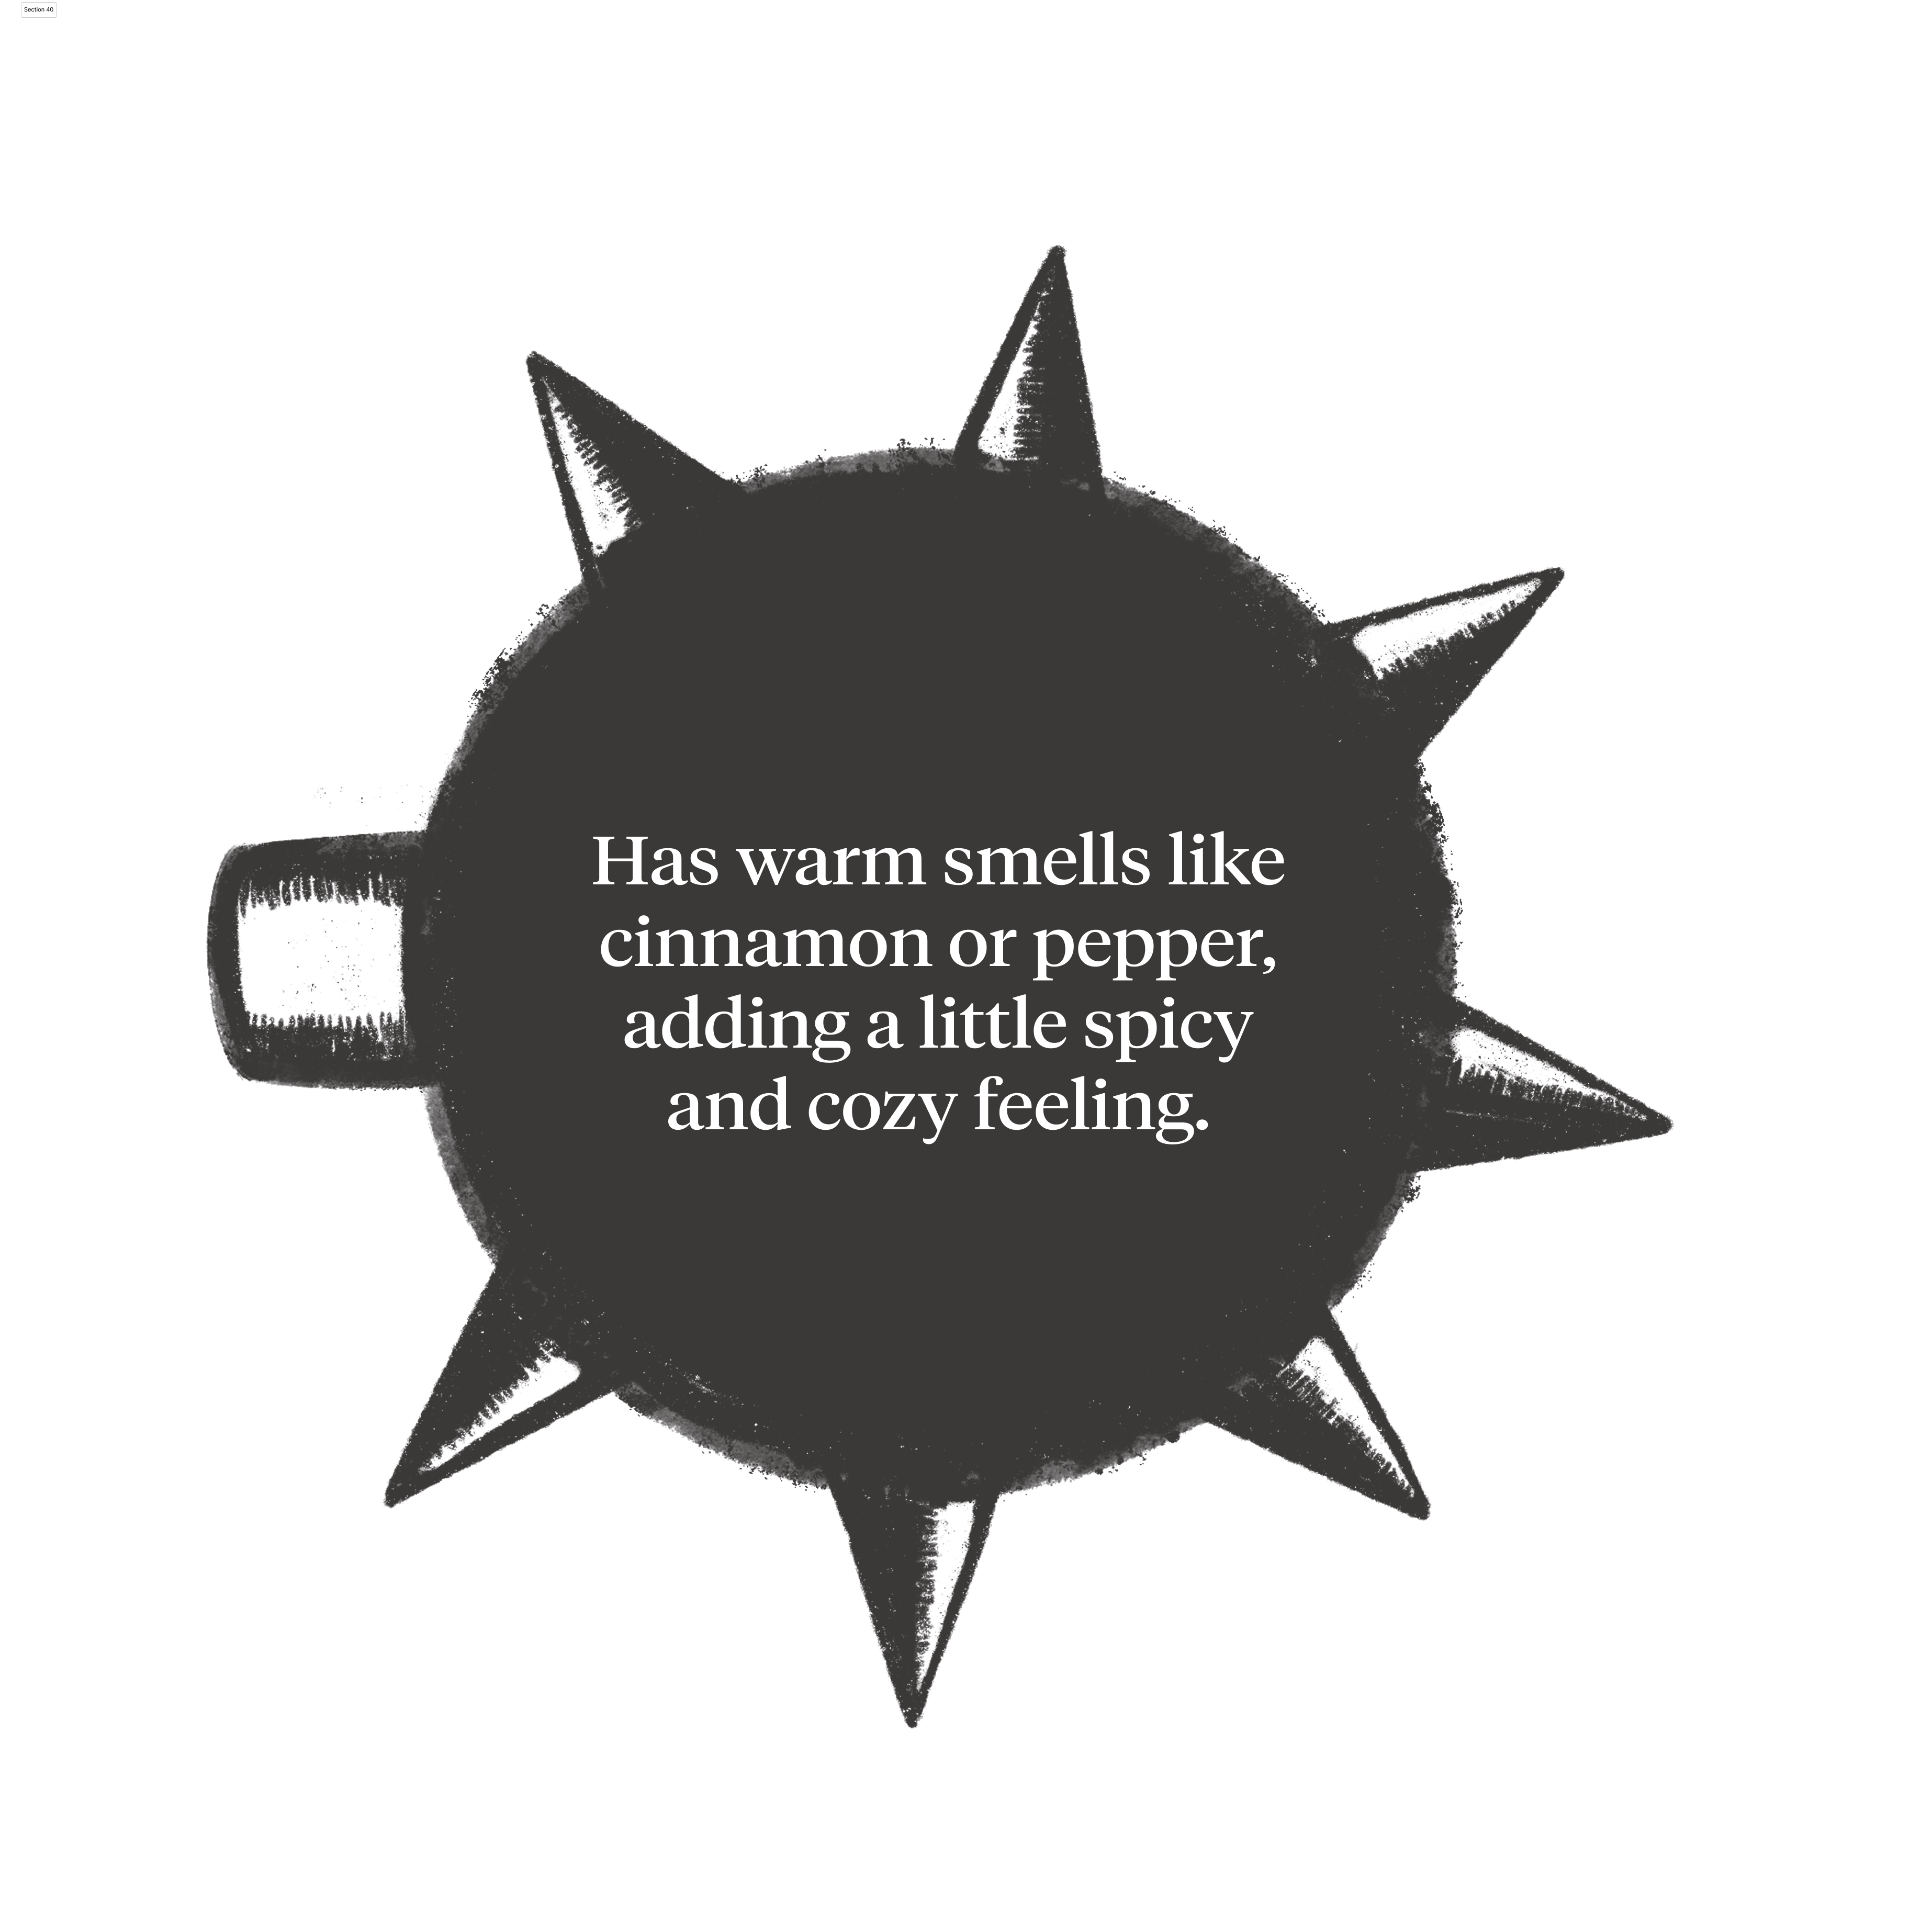 Section 40
Has warm smells like
cinnamon or pepper,
adding a little spicy
and cozy feeling.